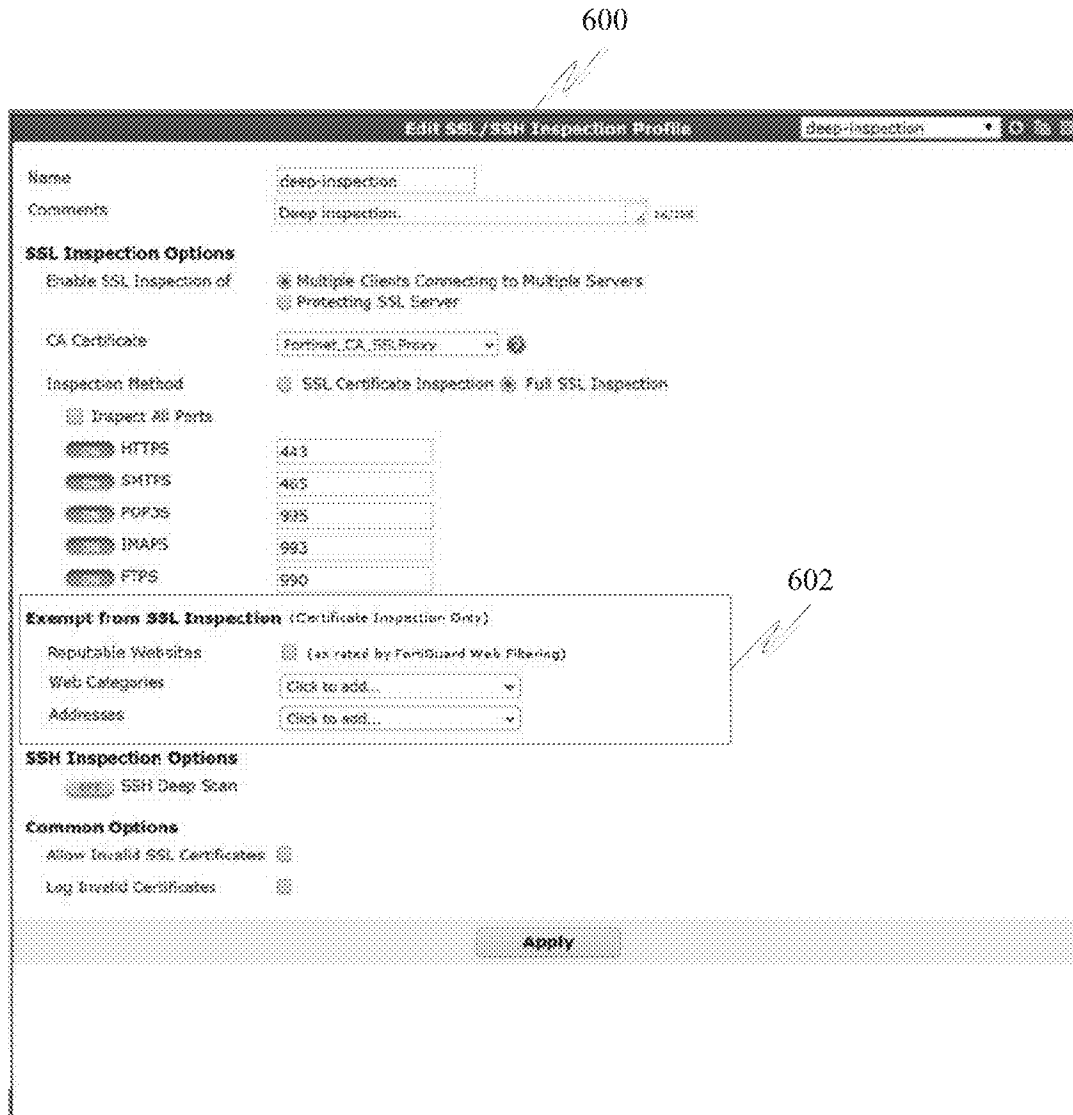 600
Edit SSL/SSH Inspection Profile deep-inspection
Name deep-inspection
Comments Deep inspection.
SSL Inspection Options
Enable SSL Inspection of Multiple Clients Connecting to Multiple Servers
Protecting SSL Server
CA Certificate Fortinet_CA_SSLProxy
Inspection Method SSL Certificate Inspection Full SSL Inspection
Inspect All Ports
HTTPS 443
SMTPS 465
POP3S 995
IMAPS 993
FTPS 990
602
Exempt from SSL Inspection (Certificate Inspection Only)
Reputable Websites (as rated by FortiGuard Web Filtering)
Web Categories Click to add...
Addresses Click to add...
SSH Inspection Options
SSH Deep Scan
Common Options
Allow Invalid SSL Certificates
Log Invalid Certificates
Apply